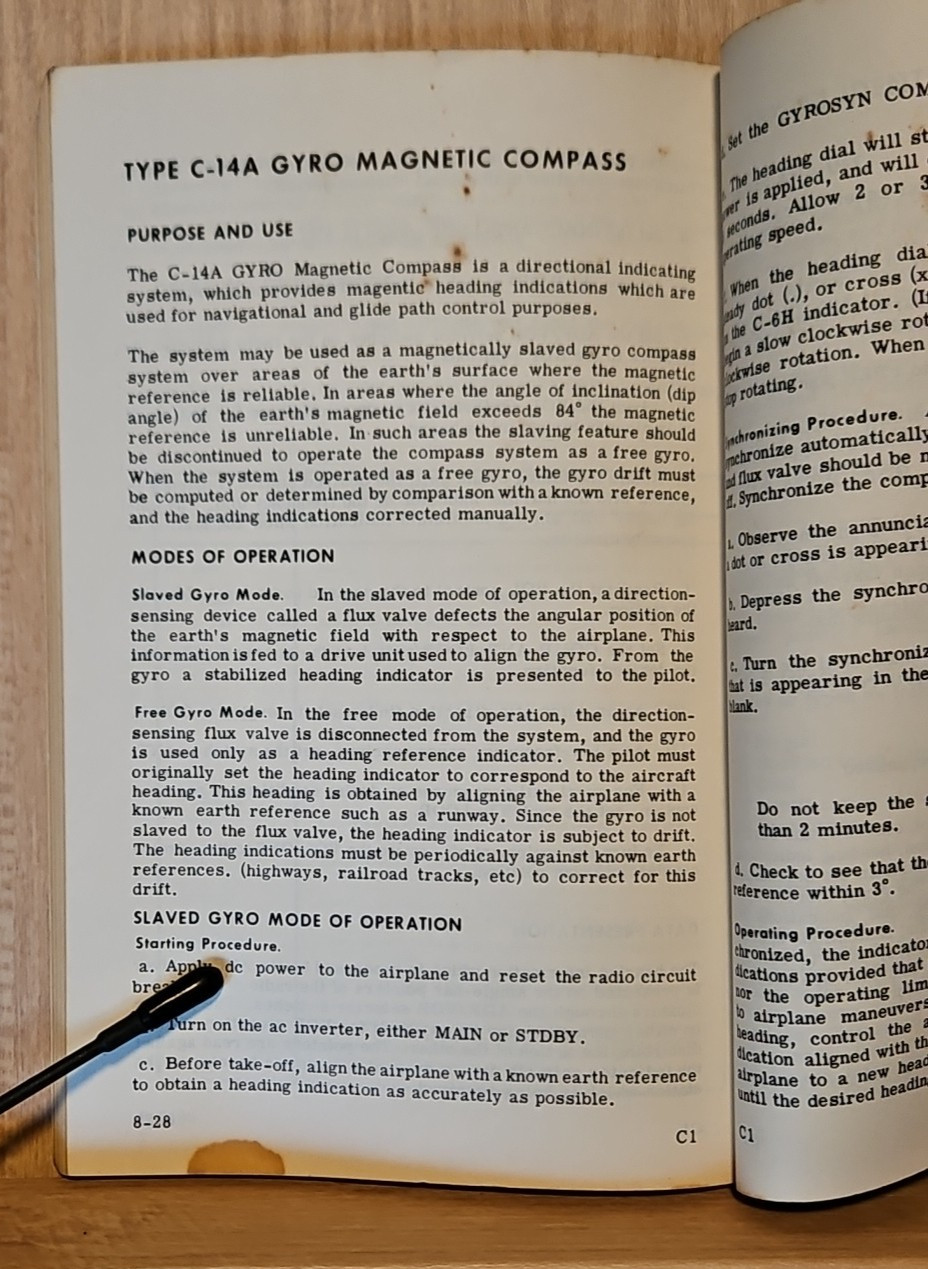 TYPE C-14A GYRO MAGNETIC COMPASS
PURPOSE AND USE
The C-14A GYRO Magnetic Compass is a directional indicating
system, which provides magentic heading indications which are
used for navigational and glide path control purposes.
The system may be used as a magnetically slaved gyro compass
system over areas of the earth's surface where the magnetic
reference is reliable. In areas where the angle of inclination (dip
angle) of the earth's magnetic field exceeds 84° the magnetic
reference is unreliable. In such areas the slaving feature should
be discontinued to operate the compass system as a free gyro.
When the system is operated as a free gyro, the gyro drift must
be computed or determined by comparison with a known reference,
and the heading indications corrected manually.
MODES OF OPERATION
Slaved Gyro Mode. In the slaved mode of operation, a direction-
sensing device called a flux valve defects the angular position of
the earth's magnetic field with respect to the airplane. This
information is fed to a drive unit used to align the gyro. From the
gyro a stabilized heading indicator is presented to the pilot.
Free Gyro Mode. In the free mode of operation, the direction-
sensing flux valve is disconnected from the system, and the gyro
is used only as a heading reference indicator. The pilot must
originally set the heading indicator to correspond to the aircraft
heading. This heading is obtained by aligning the airplane with a
known earth reference such as a runway. Since the gyro is not
slaved to the flux valve, the heading indicator is subject to drift.
The heading indications must be periodically against known earth
references. (highways, railroad tracks, etc) to correct for this
drift.
SLAVED GYRO MODE OF OPERATION
Starting Procedure.
a. Apply dc power to the airplane and reset the radio circuit
Turn on the ac inverter, either MAIN or STDBY.
c. Before take-off, align the airplane with a known earth reference
to obtain a heading indication as accurately as possible.
8-28
C1
Set the GYROSYN
The heading dial will
is applied, and will
seconds. Allow 2 or 3
speed.
When the heading
dot (.), or cross (x
the C-6H indicator.
a slow clockwise
rotation. When
rotating.
Procedure.
automatically
flux valve should be
Synchronize the
Observe the
dot or cross is
b. Depress the
c. Turn the
is appearing in the
blank.
Do not keep the
than 2 minutes.
d. Check to see that
reference within 3°.
Operating Procedure.
the
provided that
nor the operating
to airplane maneuvers
heading, control the
aligned with
airplane to a new
until the desired
C1